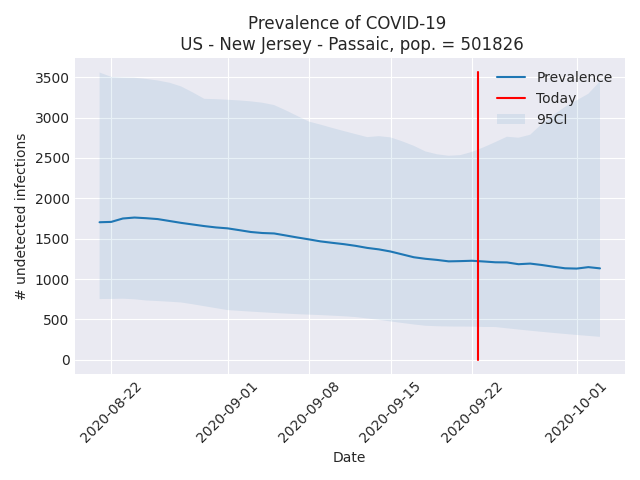 Prevalence of COVID-19
US - New Jersey - Passaic, pop. = 501826
Prevalence
Today
95CI
3500
3000
2500
2000
1500
1000
500
0
# undetected infections
2020-08-22
2020-09-01
2020-09-08
2020-09-15
2020-09-22
2020-10-01
Date